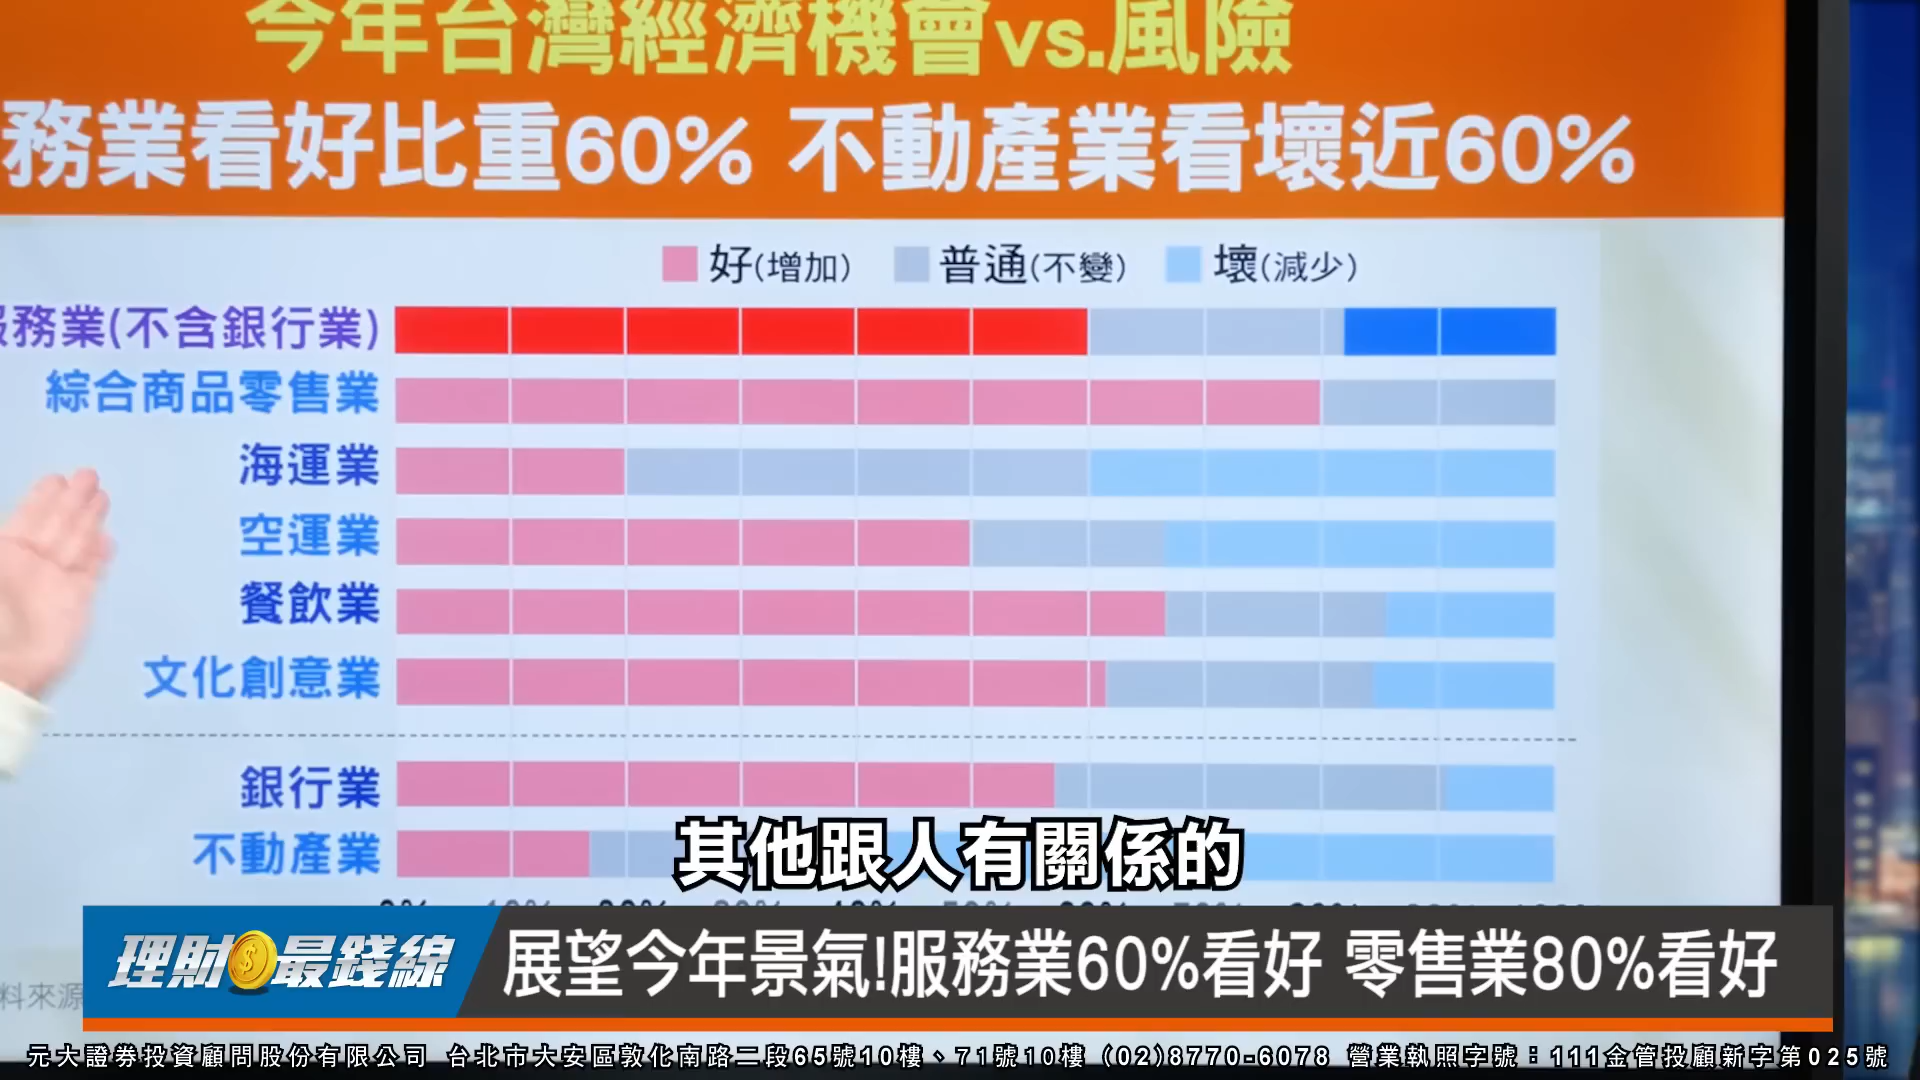 今年台灣經濟機會vs.風險
務業看好比重60% 不動產業看壞近60%
好(增加) 普通(不變) 壞(減少)
服務業(不含銀行業)
綜合商品零售業
海運業
空運業
餐飲業
文化創意業
銀行業
不動產業
其他跟人有關係的
理財最錢線
展望今年景氣!服務業60%看好 零售業80%看好
料來源
元大證券投資顧問股份有限公司 台北市大安區敦化南路二段65號10樓、71號10樓 (02)8770-6078 營業執照字號：111金管投顧新字第025號